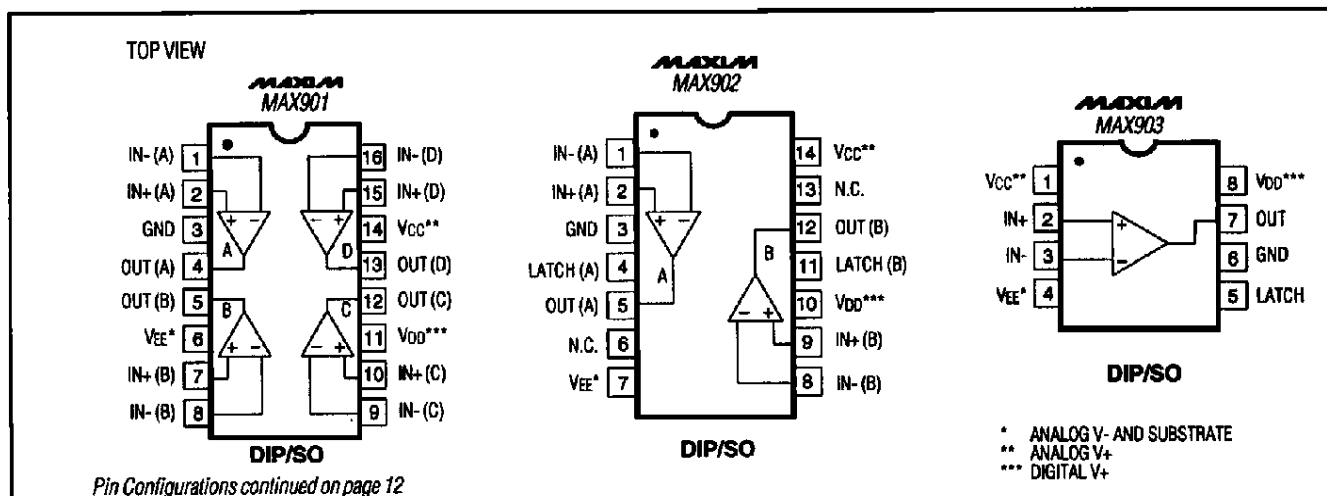 TOP VIEW
MAXIM
MAX901
IN- (A) 1
IN+ (A) 2
GND 3
OUT (A) 4
OUT (B) 5
VEE* 6
IN+ (B) 7
IN- (B) 8
16 IN- (D)
15 IN+ (D)
14 VCC**
13 OUT (D)
12 OUT (C)
11 VDD***
10 IN+ (C)
9 IN- (C)
+ - A
+ - D
B + -
C - +
DIP/SO
Pin Configurations continued on page 12
MAXIM
MAX902
IN- (A) 1
IN+ (A) 2
GND 3
LATCH (A) 4
OUT (A) 5
N.C. 6
VEE* 7
14 VCC**
13 N.C.
12 OUT (B)
11 LATCH (B)
10 VDD***
9 IN+ (B)
8 IN- (B)
+ - A
B - +
DIP/SO
MAXIM
MAX903
VCC** 1
IN+ 2
IN- 3
VEE* 4
8 VDD***
7 OUT
6 GND
5 LATCH
+
-
DIP/SO
* ANALOG V- AND SUBSTRATE
** ANALOG V+
*** DIGITAL V+